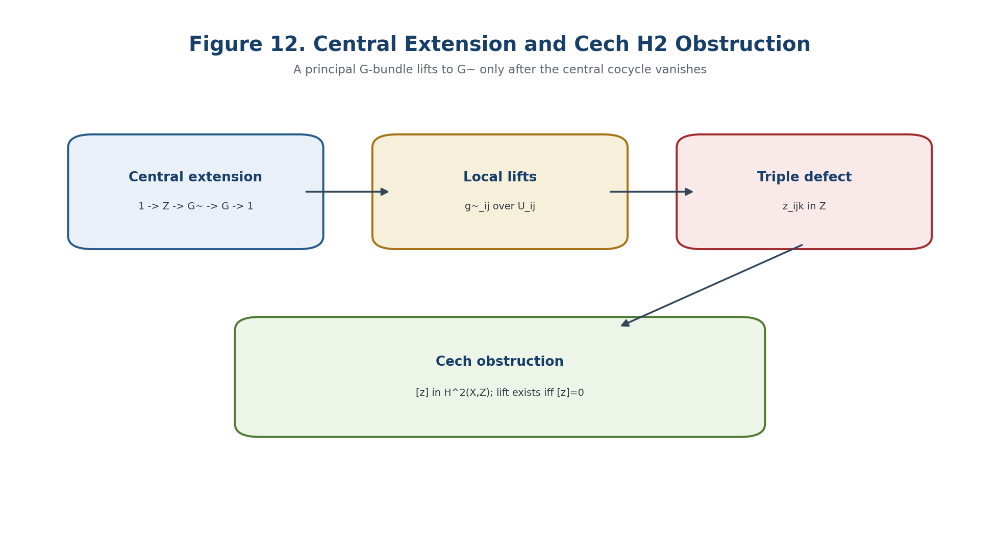 Figure 12. Central Extension and Cech H2 Obstruction
A principal G-bundle lifts to G~ only after the central cocycle vanishes
Central extension
1 -> Z -> G~ -> G -> 1
Local lifts
g~_ij over U_ij
Triple defect
z_ijk in Z
Cech obstruction
[z] in H^2(X,Z); lift exists iff [z]=0